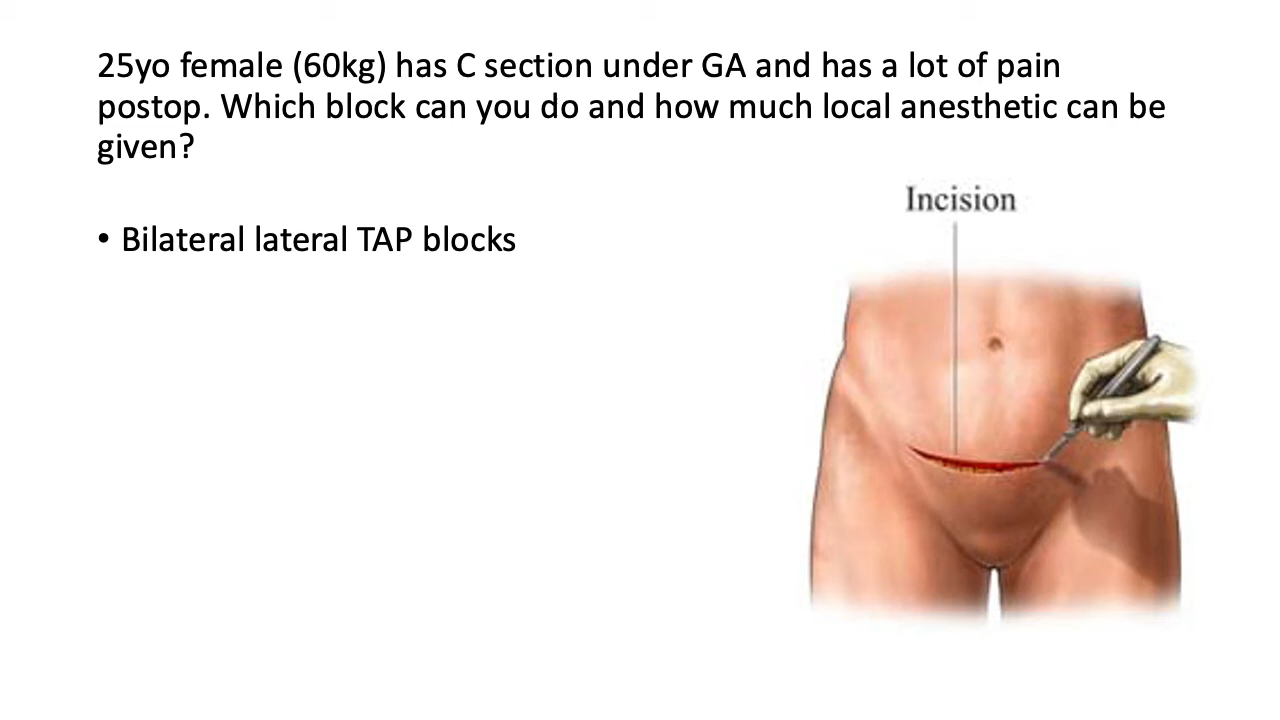 25yo female (60kg) has C section under GA and has a lot of pain
postop. Which block can you do and how much local anesthetic can be
given?
Incision
• Bilateral lateral TAP blocks